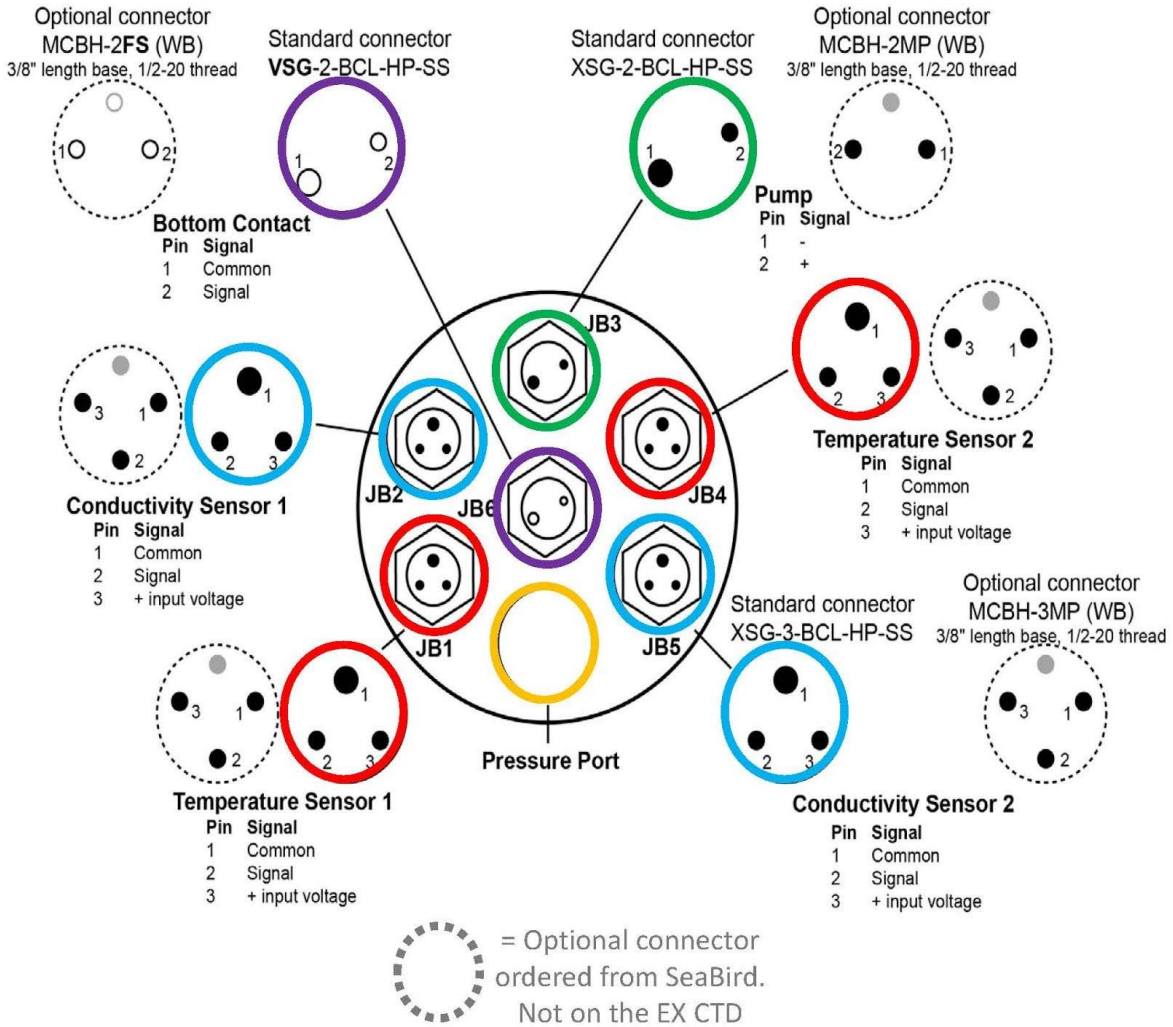 Optional connector
MCBH-2FS (WB)
3/8" length base, 1/2-20 thread
1
2
Standard connector
VSG-2-BCL-HP-SS
1
2
Standard connector
XSG-2-BCL-HP-SS
1
2
Optional connector
MCBH-2MP (WB)
3/8" length base, 1/2-20 thread
2
1
Bottom Contact
Pin Signal
1 Common
2 Signal
Pump
Pin Signal
1 -
2 +
3
1
2
1
2 3
Conductivity Sensor 1
Pin Signal
1 Common
2 Signal
3 + input voltage
JB3
JB2
JB4
JB6
JB1
JB5
Pressure Port
1
2 3
3
1
2
Temperature Sensor 2
Pin Signal
1 Common
2 Signal
3 + input voltage
3
1
2
1
2 3
Temperature Sensor 1
Pin Signal
1 Common
2 Signal
3 + input voltage
Standard connector
XSG-3-BCL-HP-SS
1
2 3
Optional connector
MCBH-3MP (WB)
3/8" length base, 1/2-20 thread
3
1
2
Conductivity Sensor 2
Pin Signal
1 Common
2 Signal
3 + input voltage
= Optional connector
ordered from SeaBird.
Not on the EX CTD